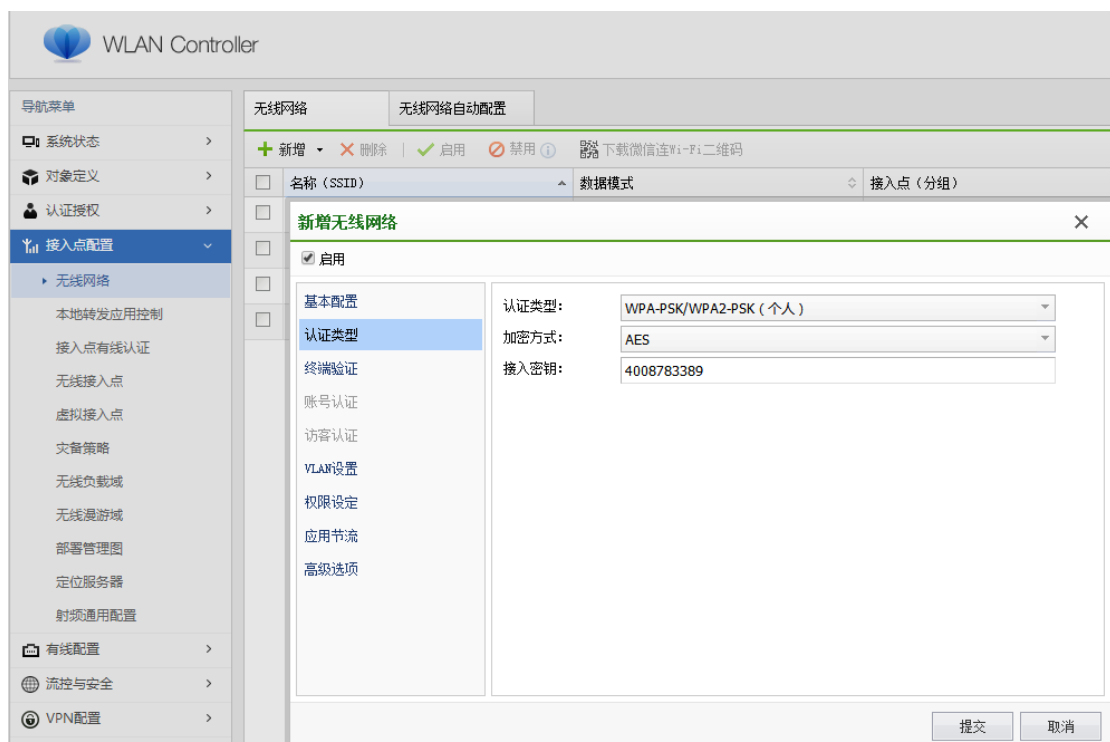 WLAN Controller
导航菜单
系统状态
对象定义
认证授权
接入点配置
无线网络
本地转发应用控制
接入点有线认证
无线接入点
虚拟接入点
灾备策略
无线负载域
无线漫游域
部署管理图
定位服务器
射频通用配置
有线配置
流控与安全
VPN配置
无线网络 无线网络自动配置
新增 删除 启用 禁用 下载微信连Wi-Fi二维码
名称（SSID） 数据模式 接入点（分组）
新增无线网络
启用
基本配置
认证类型
终端验证
账号认证
访客认证
VLAN设置
权限设定
应用节流
高级选项
认证类型: WPA-PSK/WPA2-PSK（个人）
加密方式: AES
接入密钥: 4008783389
提交 取消